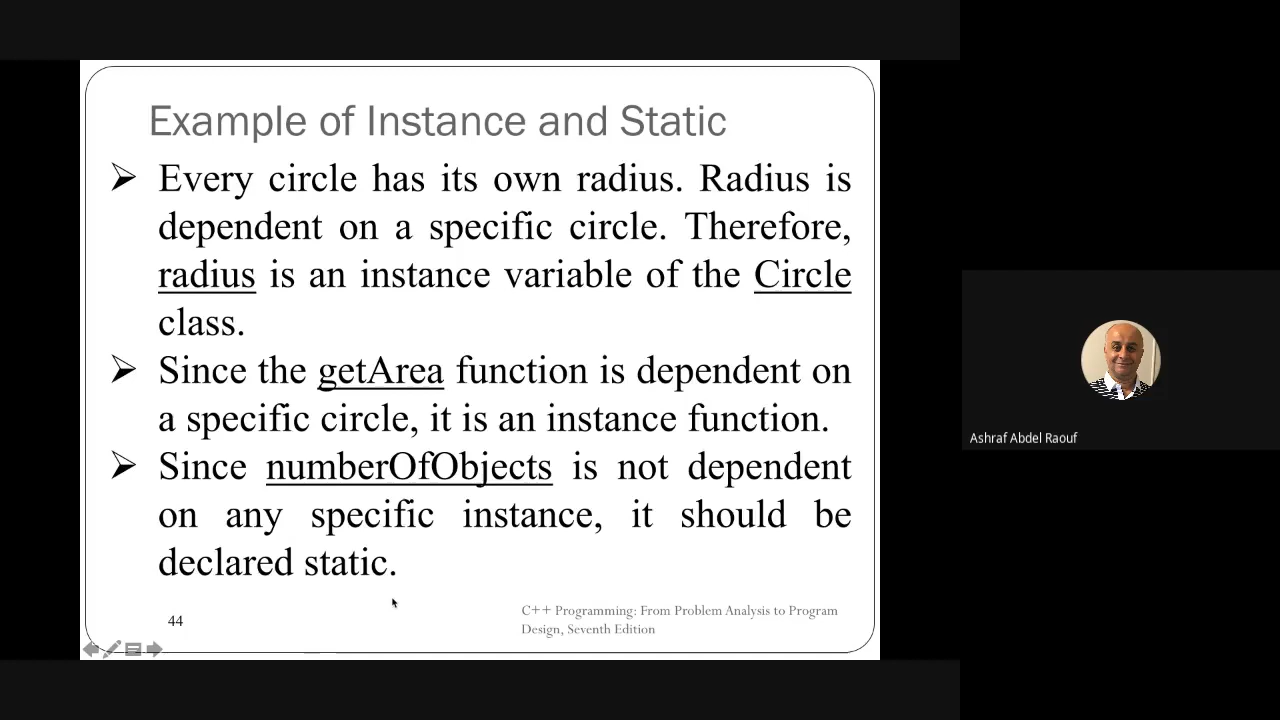 Example of Instance and Static
➢ Every circle has its own radius. Radius is
dependent on a specific circle. Therefore,
radius is an instance variable of the Circle
class.
➢ Since the getArea function is dependent on
a specific circle, it is an instance function.
➢ Since numberOfObjects is not dependent
on any specific instance, it should be
declared static.
44
C++ Programming: From Problem Analysis to Program
Design, Seventh Edition
Ashraf Abdel Raouf